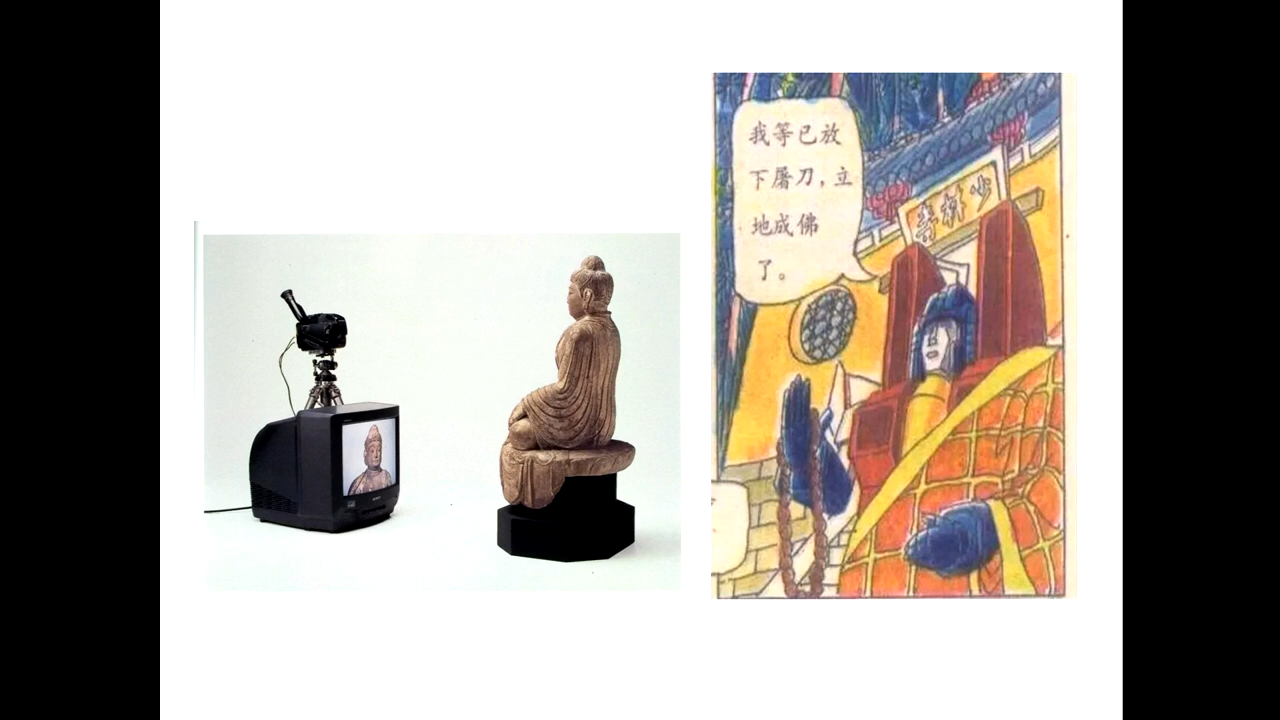 我等已放
下屠刀，立
地成佛
了。
少林寺